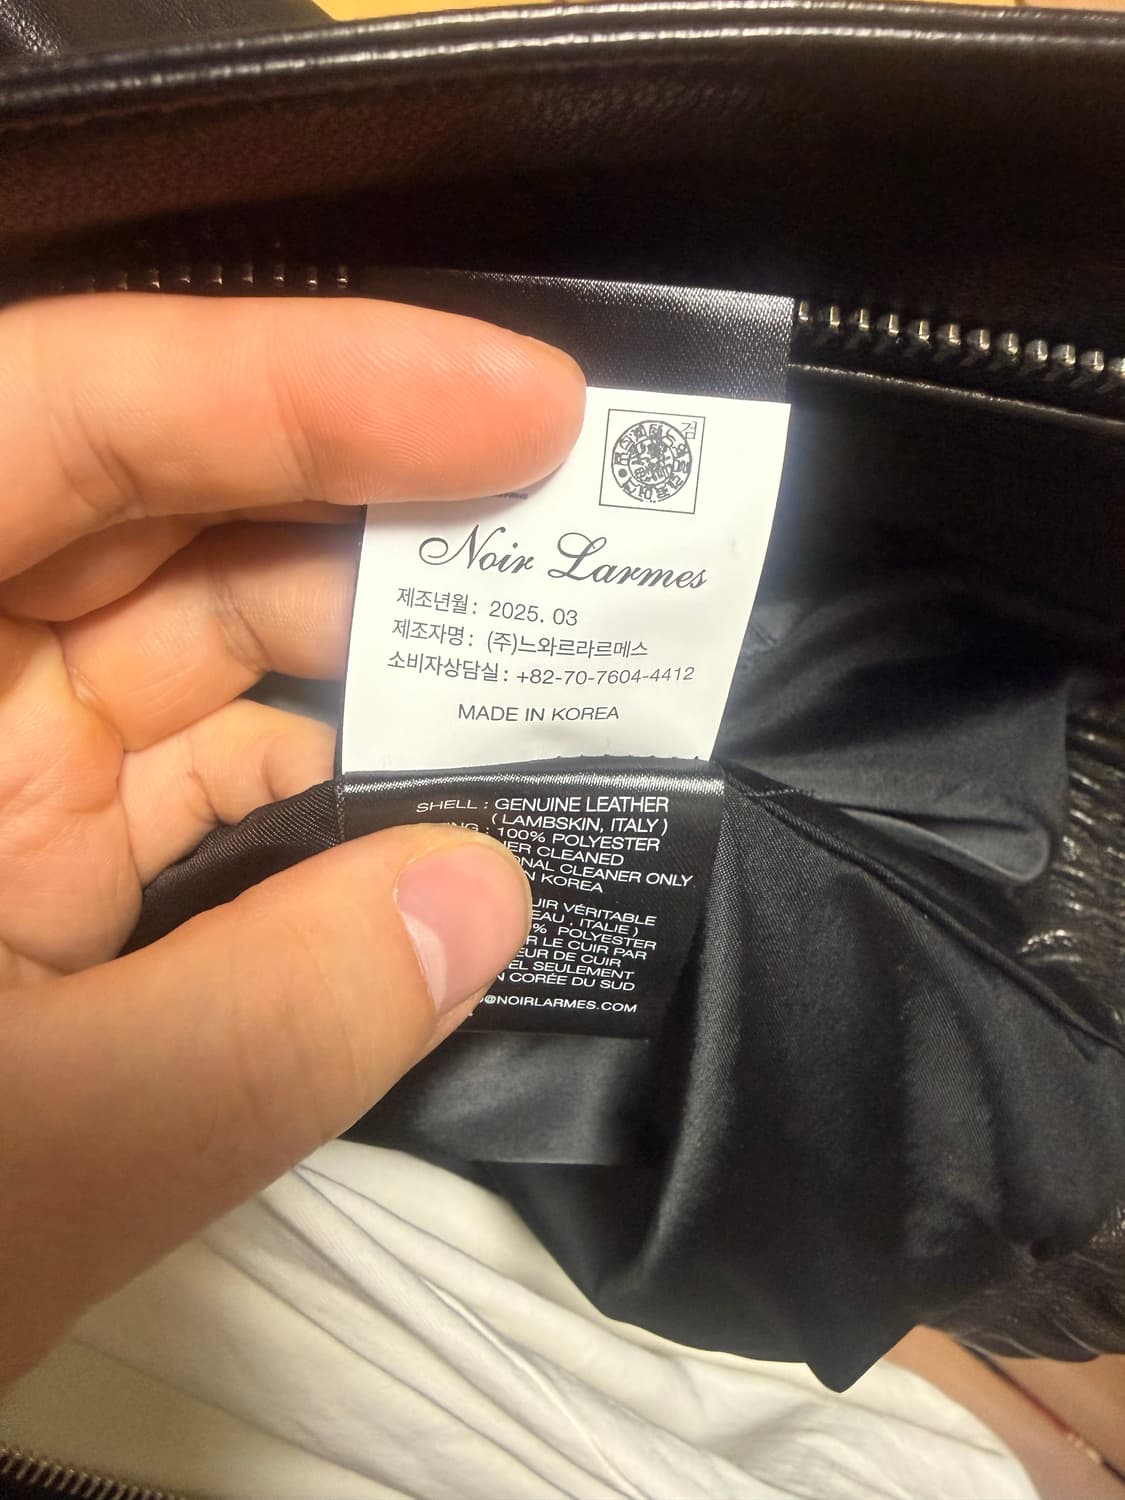 검
Noir Larmes
제조년월: 2025. 03
제조자명: (주)느와르라르메스
소비자상담실: +82-70-7604-4412
MADE IN KOREA
SHELL : GENUINE LEATHER
( LAMBSKIN, ITALY )
: 100% POLYESTER
CLEANED
CLEANER ONLY
KOREA
VÉRITABLE
, ITALIE )
% POLYESTER
LE CUIR PAR
DE CUIR
SEULEMENT
CORÉE DU SUD
@NOIRLARMES.COM